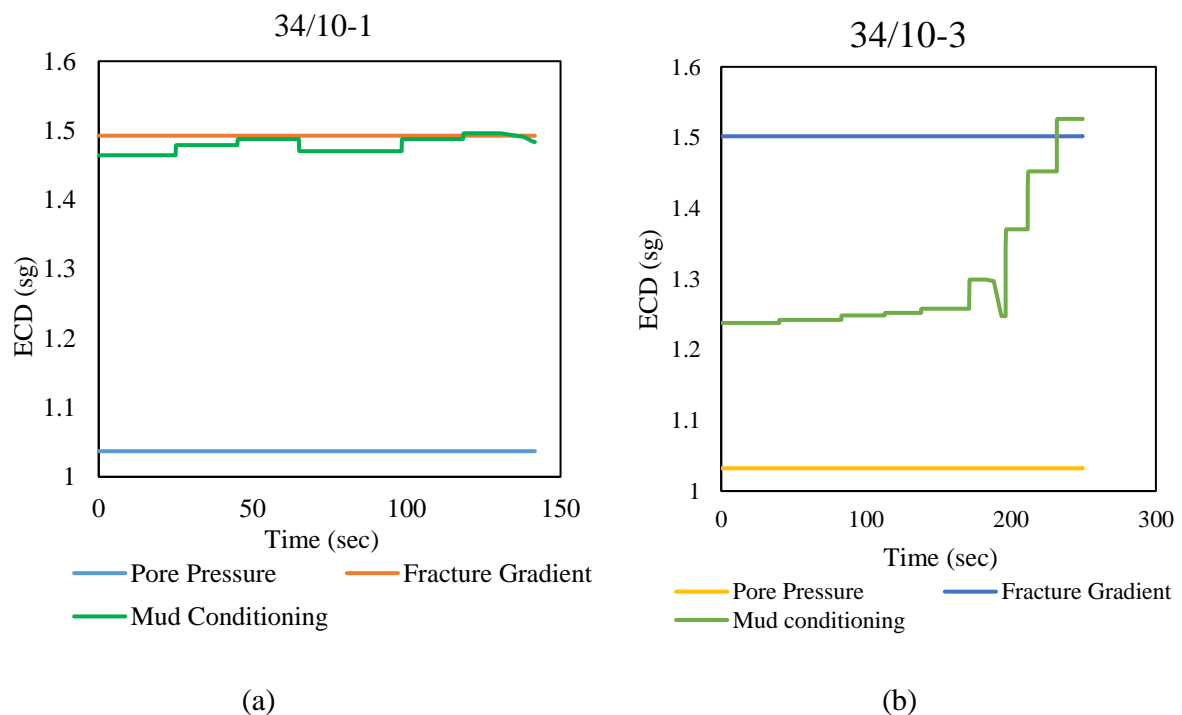 34/10-1
1.6
1.5
1.4
1.3
1.2
1.1
1
ECD (sg)
0 50 100 150
Time (sec)
Pore Pressure Fracture Gradient
Mud Conditioning
(a)
34/10-3
1.6
1.5
1.4
1.3
1.2
1.1
1
ECD (sg)
0 100 200 300
Time (sec)
Pore Pressure Fracture Gradient
Mud conditioning
(b)